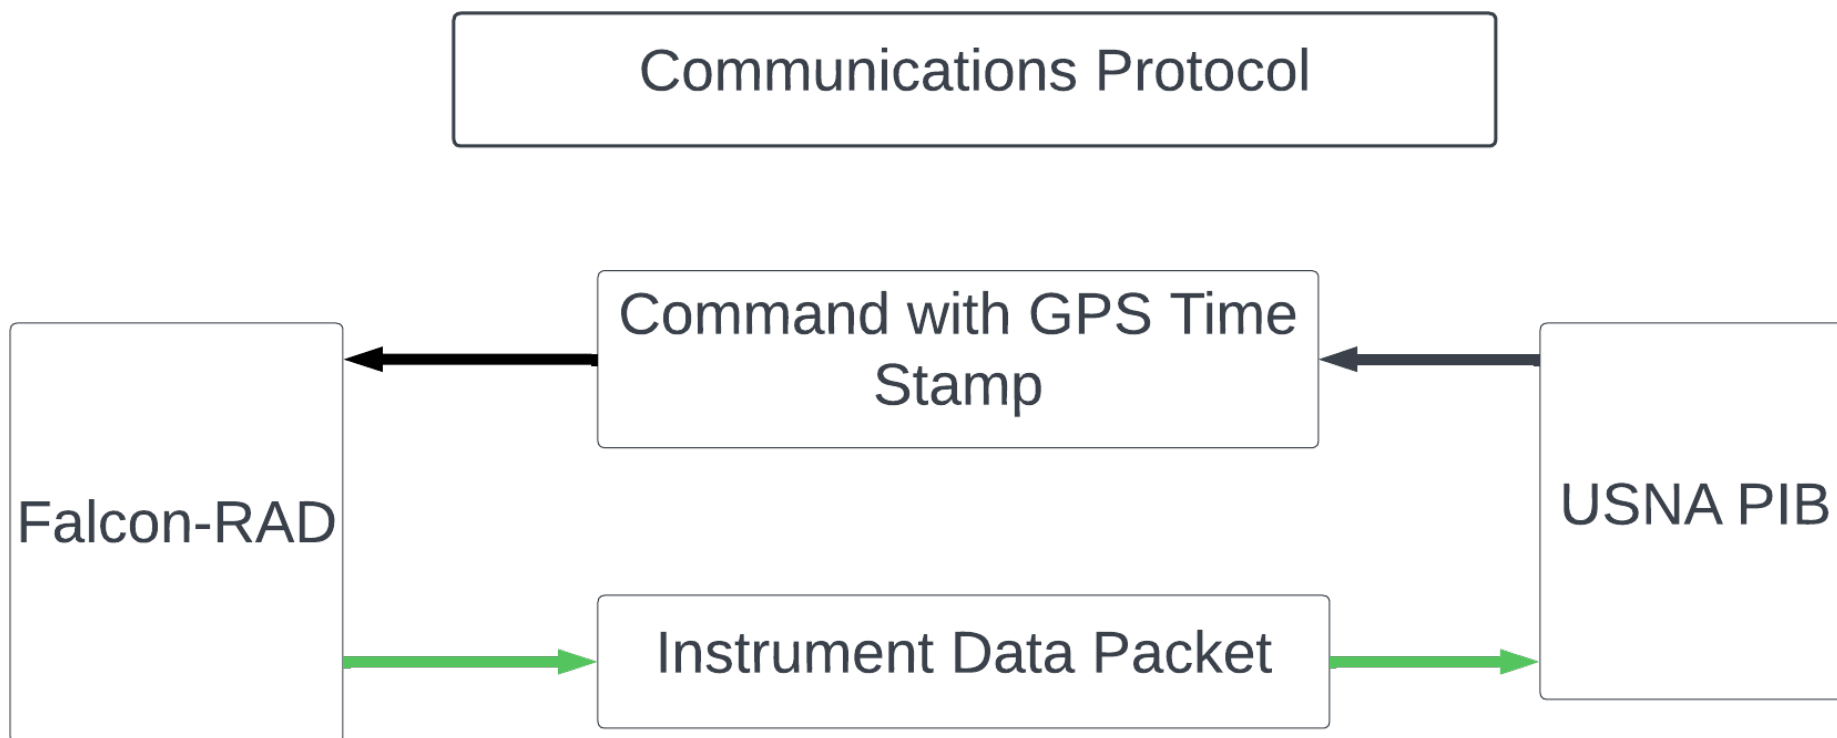 Communications Protocol
Command with GPS Time
Stamp
Falcon-RAD
USNA PIB
Instrument Data Packet